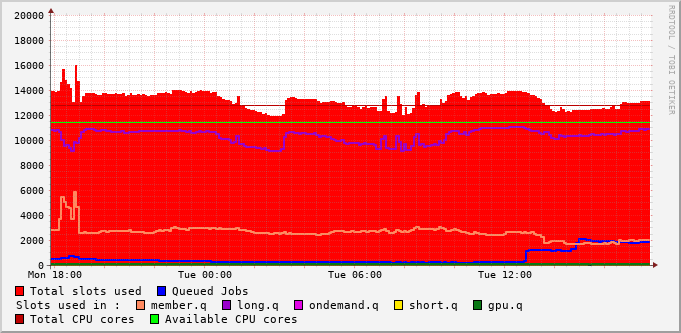 RRDTOOL / TOBI OETIKER
20000
18000
16000
14000
12000
10000
8000
6000
4000
2000
0
Mon 18:00 Tue 00:00 Tue 06:00 Tue 12:00
Total slots used Queued Jobs
Slots used in : member.q long.q ondemand.q short.q gpu.q
Total CPU cores Available CPU cores